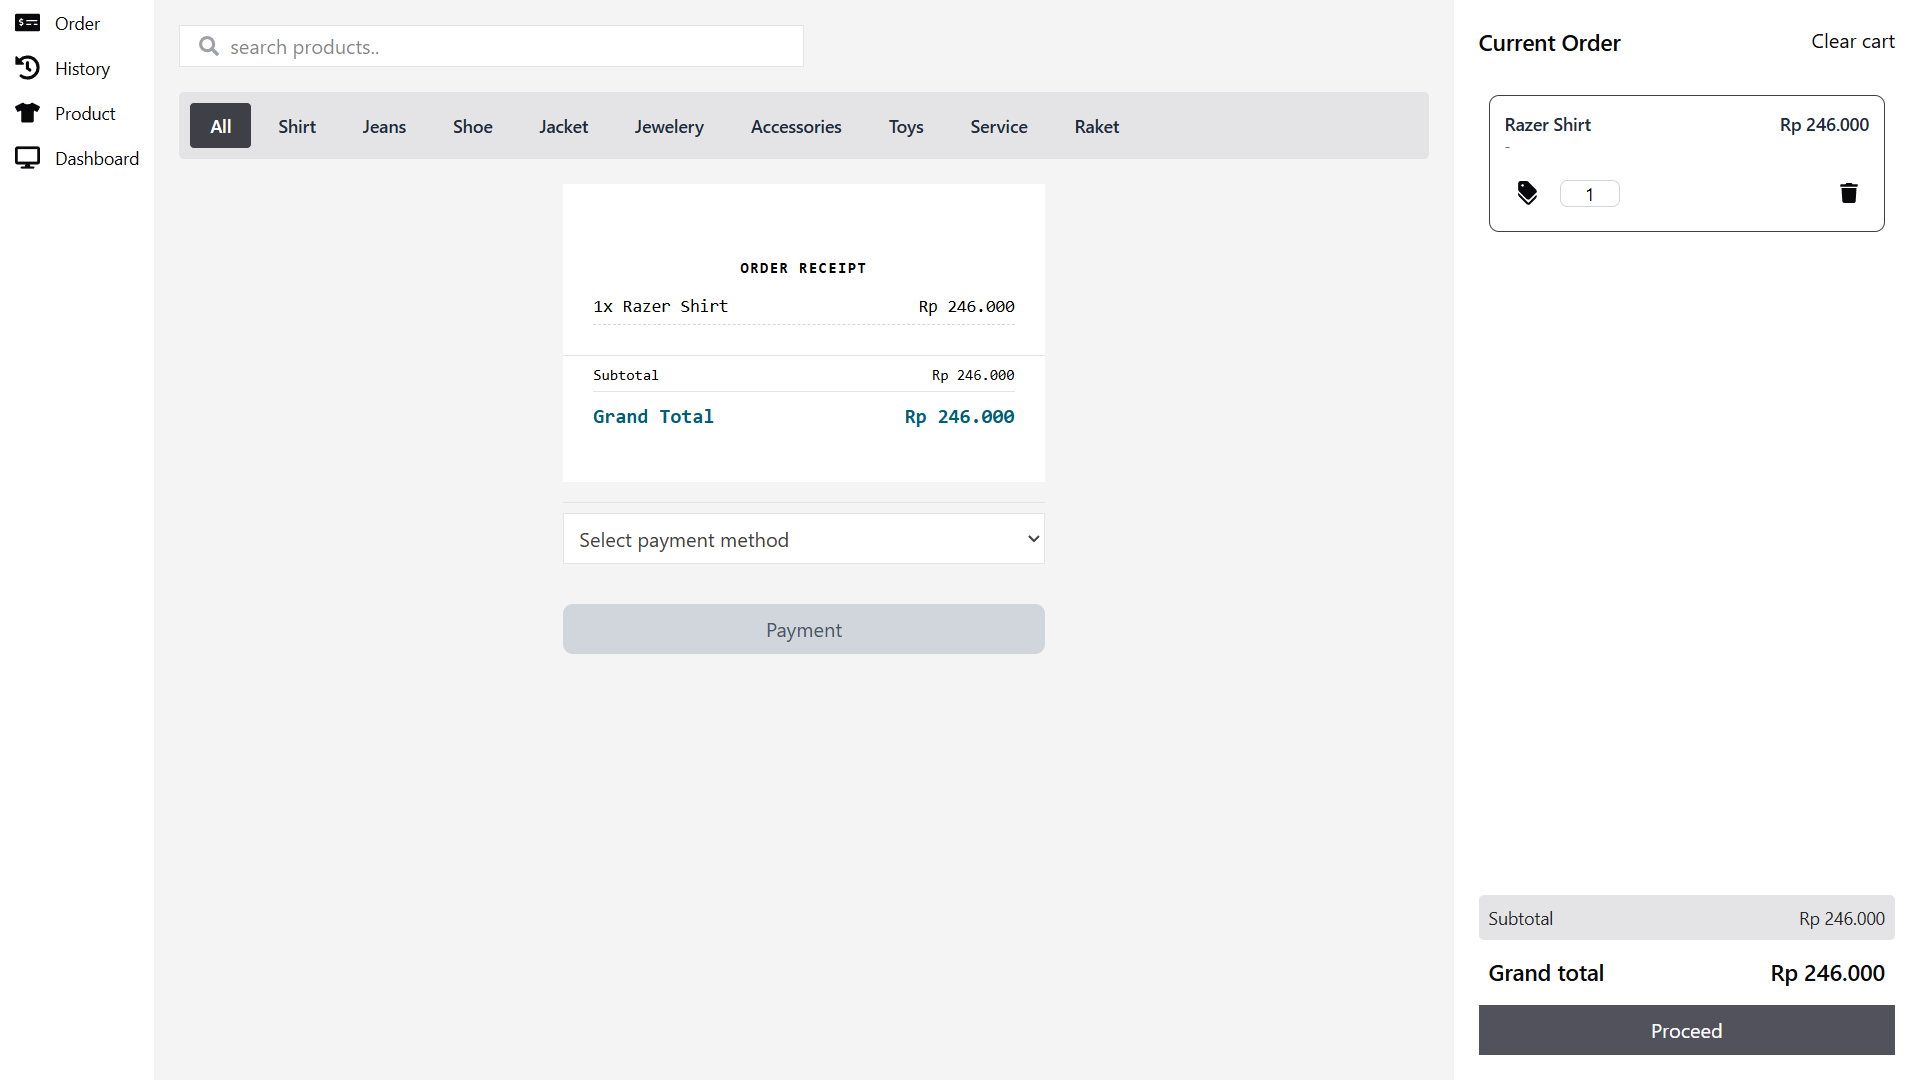 Order
History
Product
Dashboard
search products..
All Shirt Jeans Shoe Jacket Jewelery Accessories Toys Service Raket
ORDER RECEIPT
1x Razer Shirt Rp 246.000
Subtotal Rp 246.000
Grand Total Rp 246.000
Select payment method
Payment
Current Order Clear cart
Razer Shirt Rp 246.000
-
1
Subtotal Rp 246.000
Grand total Rp 246.000
Proceed